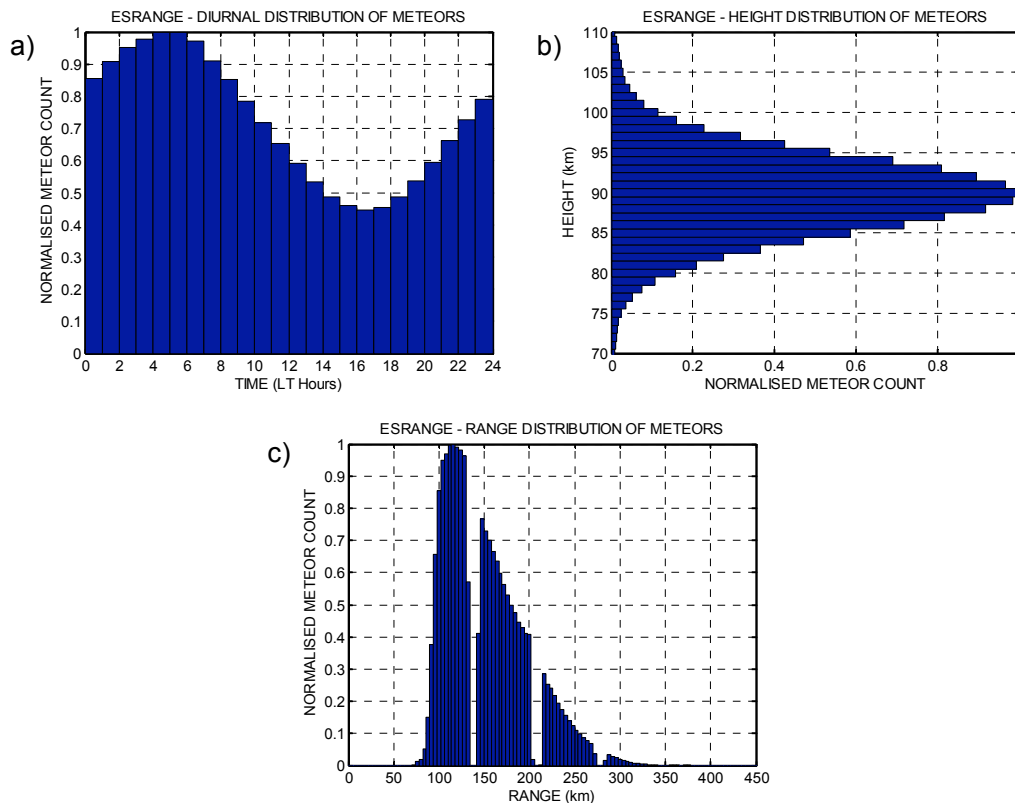 ESRANGE - DIURNAL DISTRIBUTION OF METEORS
a)
1
0.9
0.8
0.7
0.6
0.5
0.4
0.3
0.2
0.1
0
NORMALISED METEOR COUNT
0 2 4 6 8 10 12 14 16 18 20 22 24
TIME (LT Hours)
ESRANGE - HEIGHT DISTRIBUTION OF METEORS
b)
110
105
100
95
90
85
80
75
70
HEIGHT (km)
0 0.2 0.4 0.6 0.8
NORMALISED METEOR COUNT
ESRANGE - RANGE DISTRIBUTION OF METEORS
c)
1
0.9
0.8
0.7
0.6
0.5
0.4
0.3
0.2
0.1
0
NORMALISED METEOR COUNT
0 50 100 150 200 250 300 350 400 450
RANGE (km)